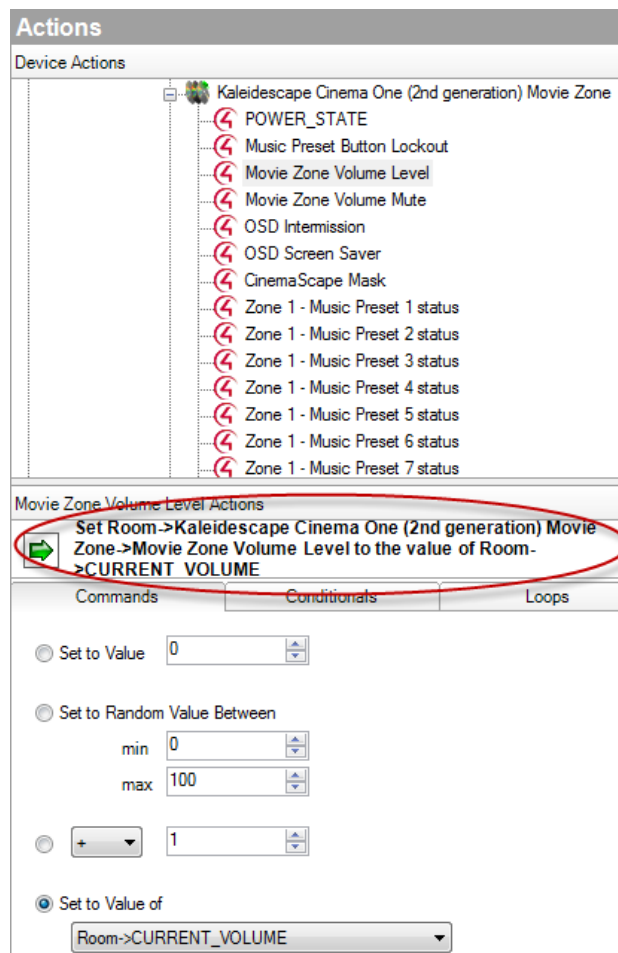 Actions
Device Actions
Kaleidescape Cinema One (2nd generation) Movie Zone
POWER_STATE
Music Preset Button Lockout
Movie Zone Volume Level
Movie Zone Volume Mute
OSD Intermission
OSD Screen Saver
CinemaScape Mask
Zone 1 - Music Preset 1 status
Zone 1 - Music Preset 2 status
Zone 1 - Music Preset 3 status
Zone 1 - Music Preset 4 status
Zone 1 - Music Preset 5 status
Zone 1 - Music Preset 6 status
Zone 1 - Music Preset 7 status
Movie Zone Volume Level Actions
Set Room->Kaleidescape Cinema One (2nd generation) Movie
Zone->Movie Zone Volume Level to the value of Room-
>CURRENT_VOLUME
Commands Conditionals Loops
Set to Value 0
Set to Random Value Between
min 0
max 100
+ 1
Set to Value of
Room->CURRENT_VOLUME